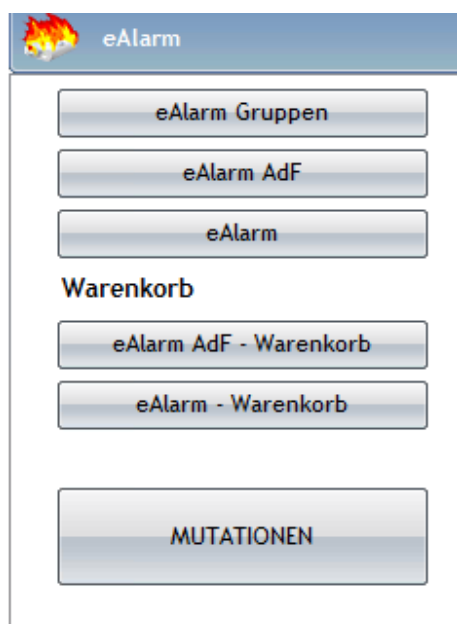 eAlarm
eAlarm Gruppen
eAlarm AdF
eAlarm
Warenkorb
eAlarm AdF - Warenkorb
eAlarm - Warenkorb
MUTATIONEN